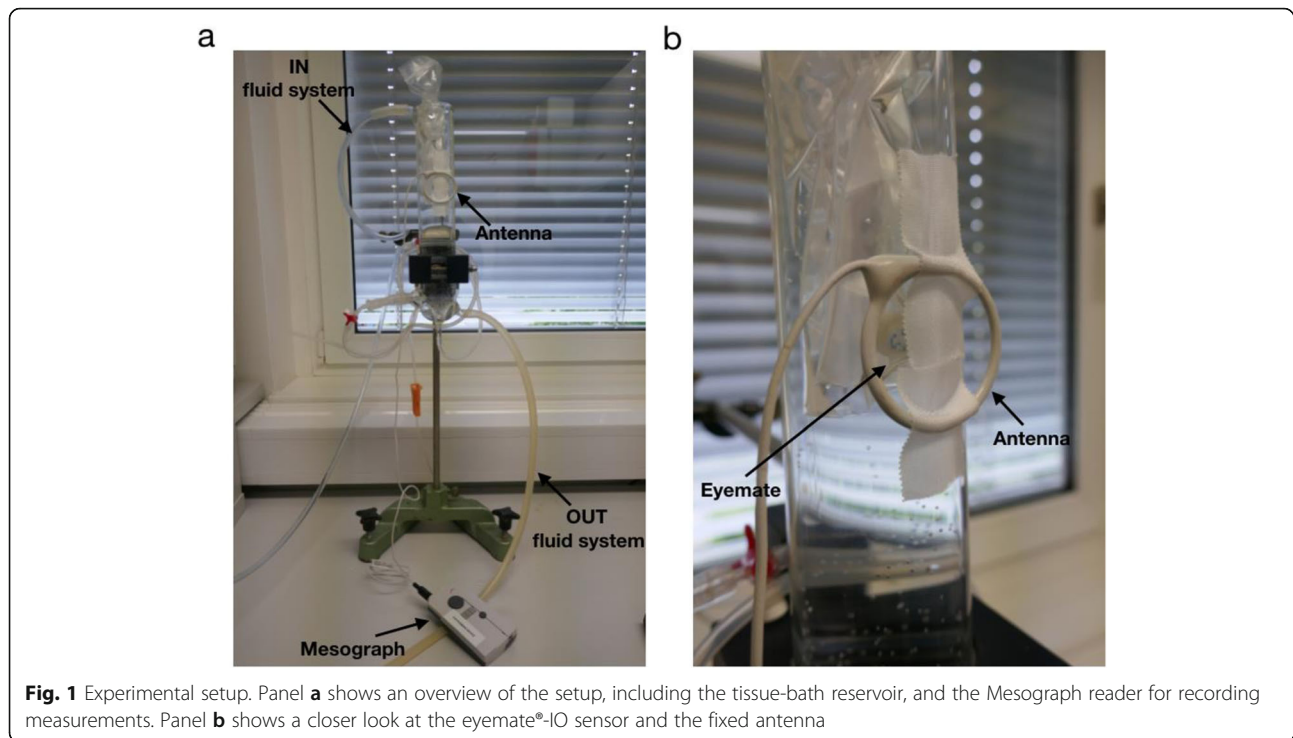 a
b
IN
fluid system
Antenna
OUT
fluid system
Mesograph
Eyemate
Antenna
Fig. 1 Experimental setup. Panel a shows an overview of the setup, including the tissue-bath reservoir, and the Mesograph reader for recording
measurements. Panel b shows a closer look at the eyemate®-IO sensor and the fixed antenna